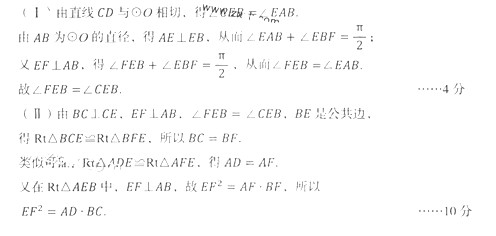 (Ⅰ)由直线CD与⊙O相切,得∠CEB=∠EAB.
由AB为⊙O的直径,得AE⊥EB,从而∠EAB+∠EBF=π/2;
又EF⊥AB,得∠FEB+∠EBF=π/2,从而∠FEB=∠EAB.
故∠FEB=∠CEB. ……4分
(Ⅱ)由BC⊥CE,EF⊥AB,∠FEB=∠CEB,BE是公共边,
得Rt△BCE≌Rt△BFE,所以BC=BF.
类似可证,Rt△ADE≌Rt△AFE,得AD=AF.
又在Rt△AEB中,EF⊥AB,故EF²=AF·BF,所以
EF²=AD·BC. ……10分